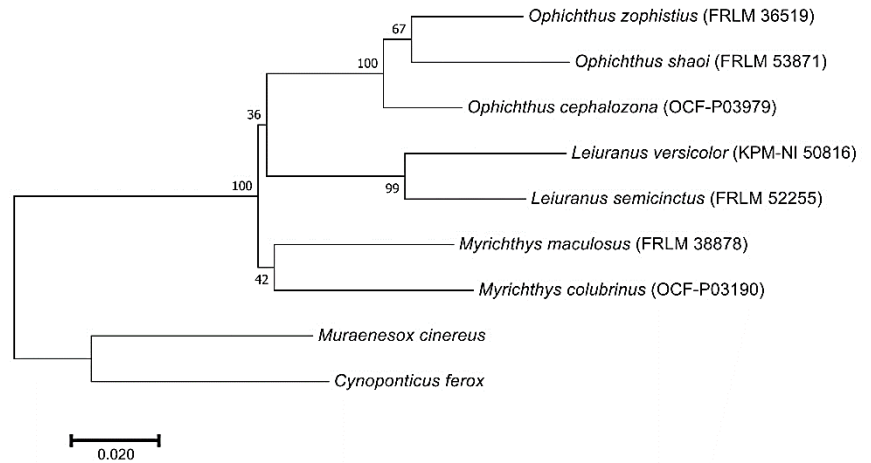 Ophichthus zophistius (FRLM 36519)
67
Ophichthus shaoi (FRLM 53871)
100
Ophichthus cephalozona (OCF-P03979)
36
Leiuranus versicolor (KPM-NI 50816)
100
99
Leiuranus semicinctus (FRLM 52255)
Myrichthys maculosus (FRLM 38878)
42
Myrichthys colubrinus (OCF-P03190)
Muraenesox cinereus
Cynoponticus ferox
0.020